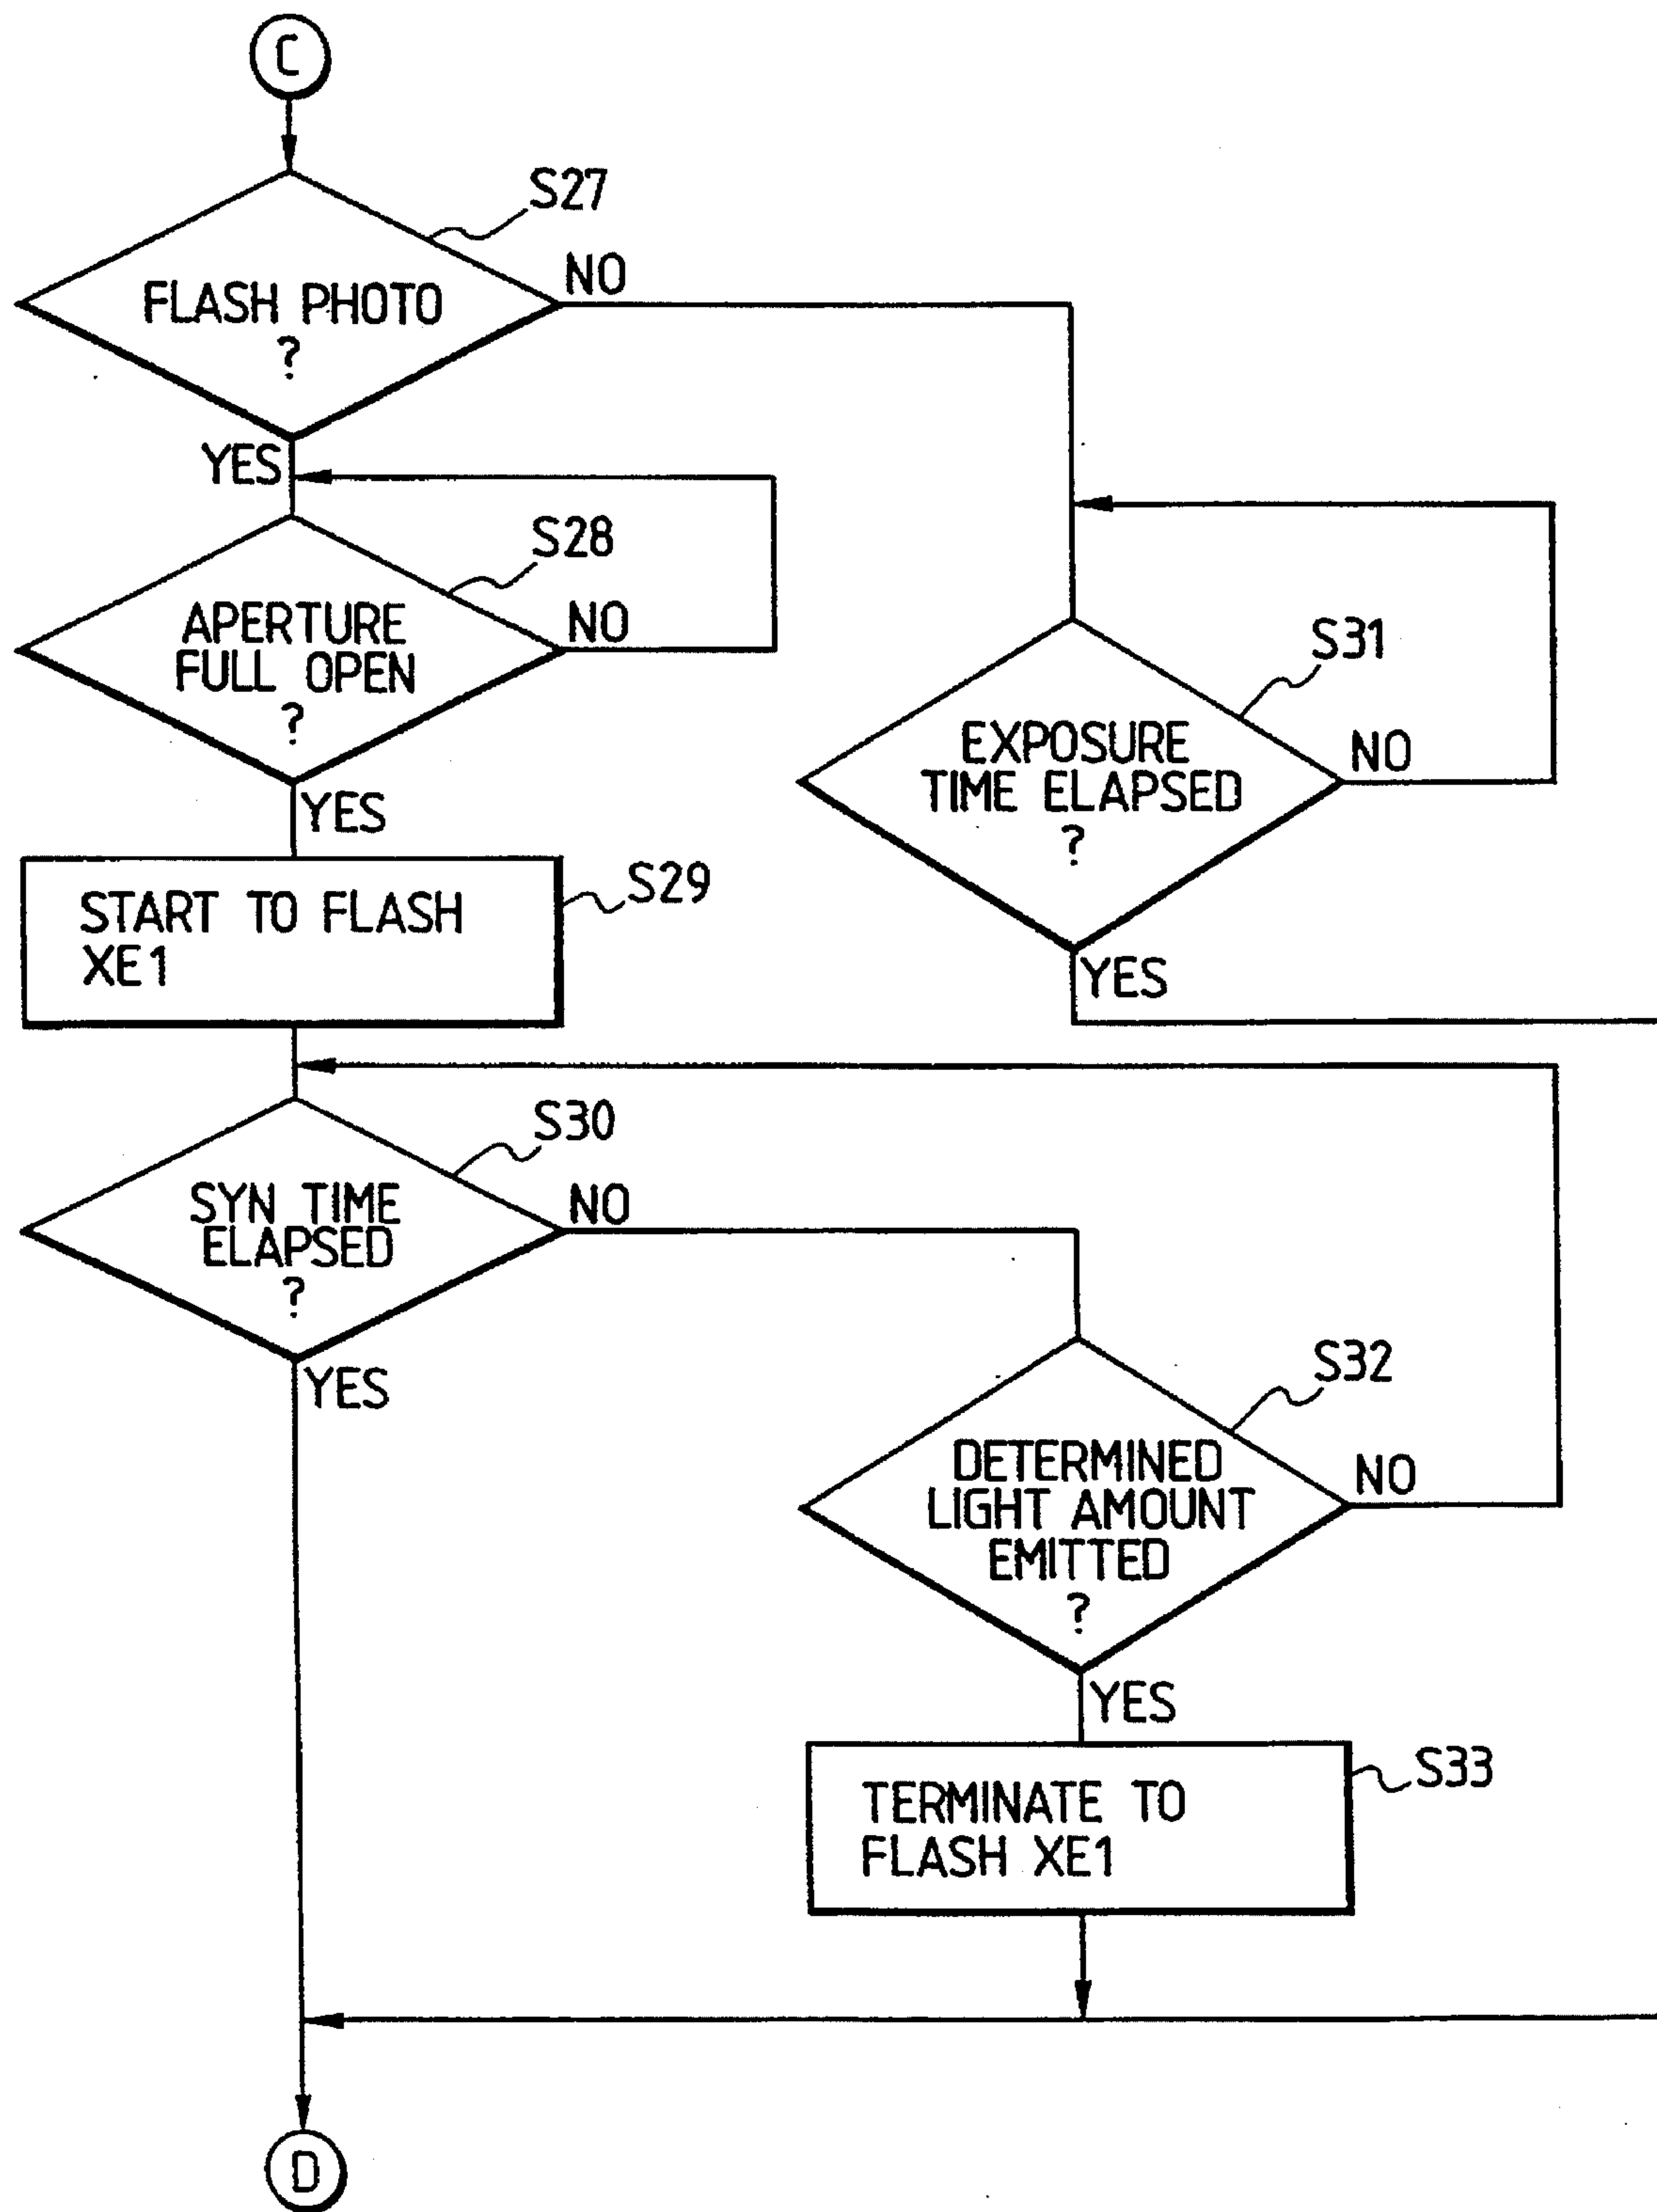 C
S27
FLASH PHOTO
?
NO
YES
S28
APERTURE
FULL OPEN
?
NO
YES
S31
EXPOSURE
TIME ELAPSED
?
NO
YES
START TO FLASH
XE1
S29
S30
SYN TIME
ELAPSED
?
NO
YES
S32
DETERMINED
LIGHT AMOUNT
EMITTED
?
NO
YES
S33
TERMINATE TO
FLASH XE1
D